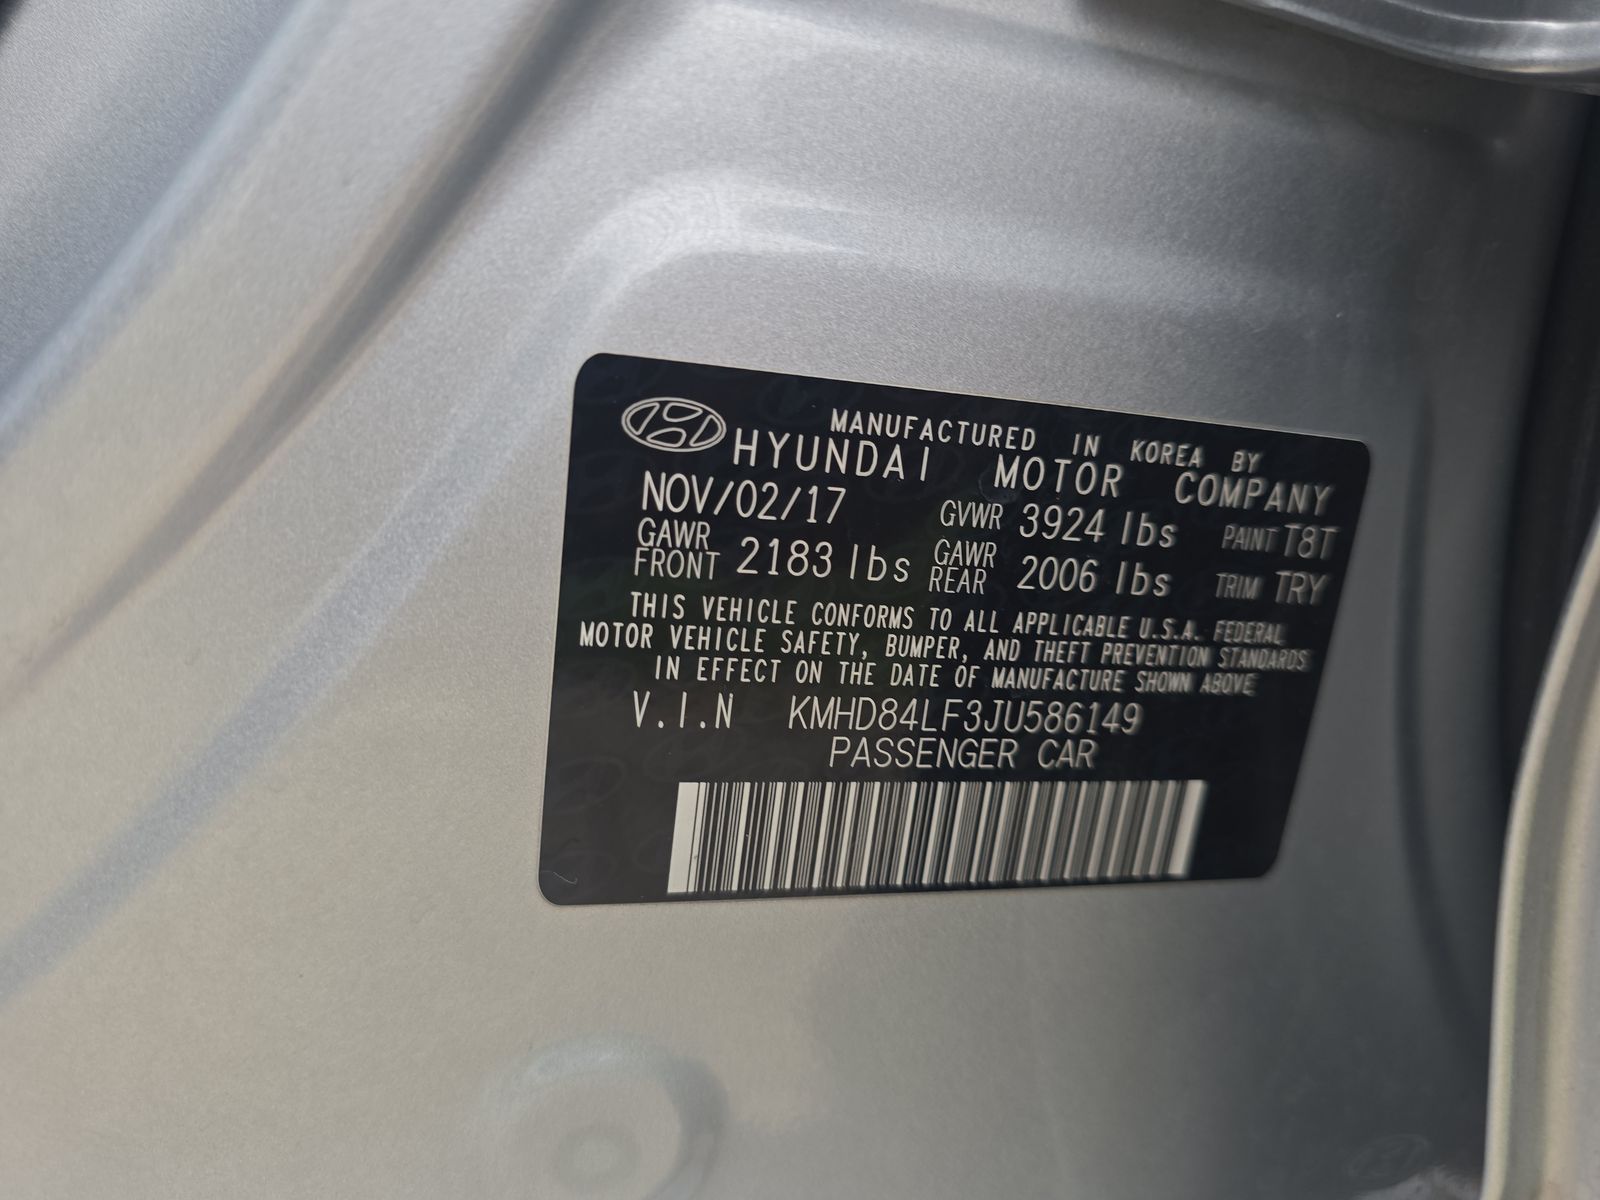 MANUFACTURED IN KOREA BY
HYUNDAI MOTOR COMPANY
NOV/02/17 GVWR 3924 lbs PAINT T8T
GAWR FRONT 2183 lbs GAWR REAR 2006 lbs TRIM TRY
THIS VEHICLE CONFORMS TO ALL APPLICABLE U.S.A. FEDERAL
MOTOR VEHICLE SAFETY, BUMPER, AND THEFT PREVENTION STANDARDS
IN EFFECT ON THE DATE OF MANUFACTURE SHOWN ABOVE
V.I.N KMHD84LF3JU586149
PASSENGER CAR